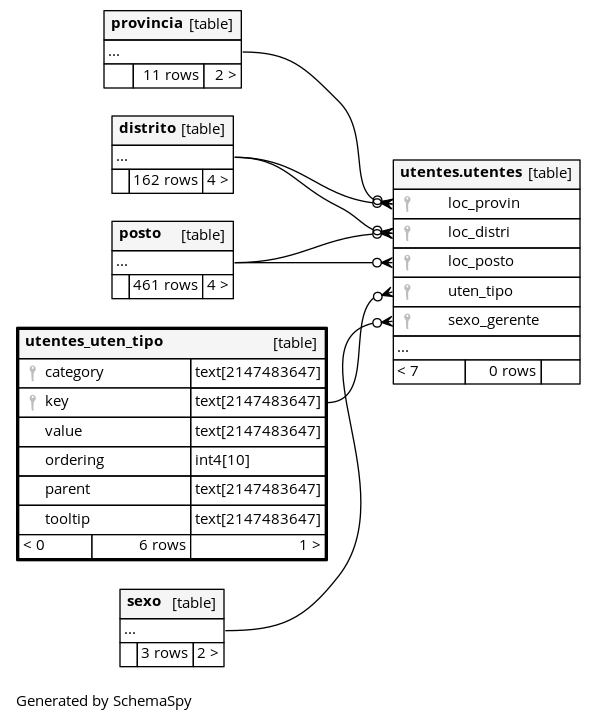 provincia [table]
...
11 rows 2 >
distrito [table]
...
162 rows 4 >
posto [table]
...
461 rows 4 >
utentes.utentes [table]
loc_provin
loc_distri
loc_posto
uten_tipo
sexo_gerente
...
< 7 0 rows
utentes_uten_tipo [table]
category text[2147483647]
key text[2147483647]
value text[2147483647]
ordering int4[10]
parent text[2147483647]
tooltip text[2147483647]
< 0 6 rows 1 >
sexo [table]
...
3 rows 2 >
Generated by SchemaSpy